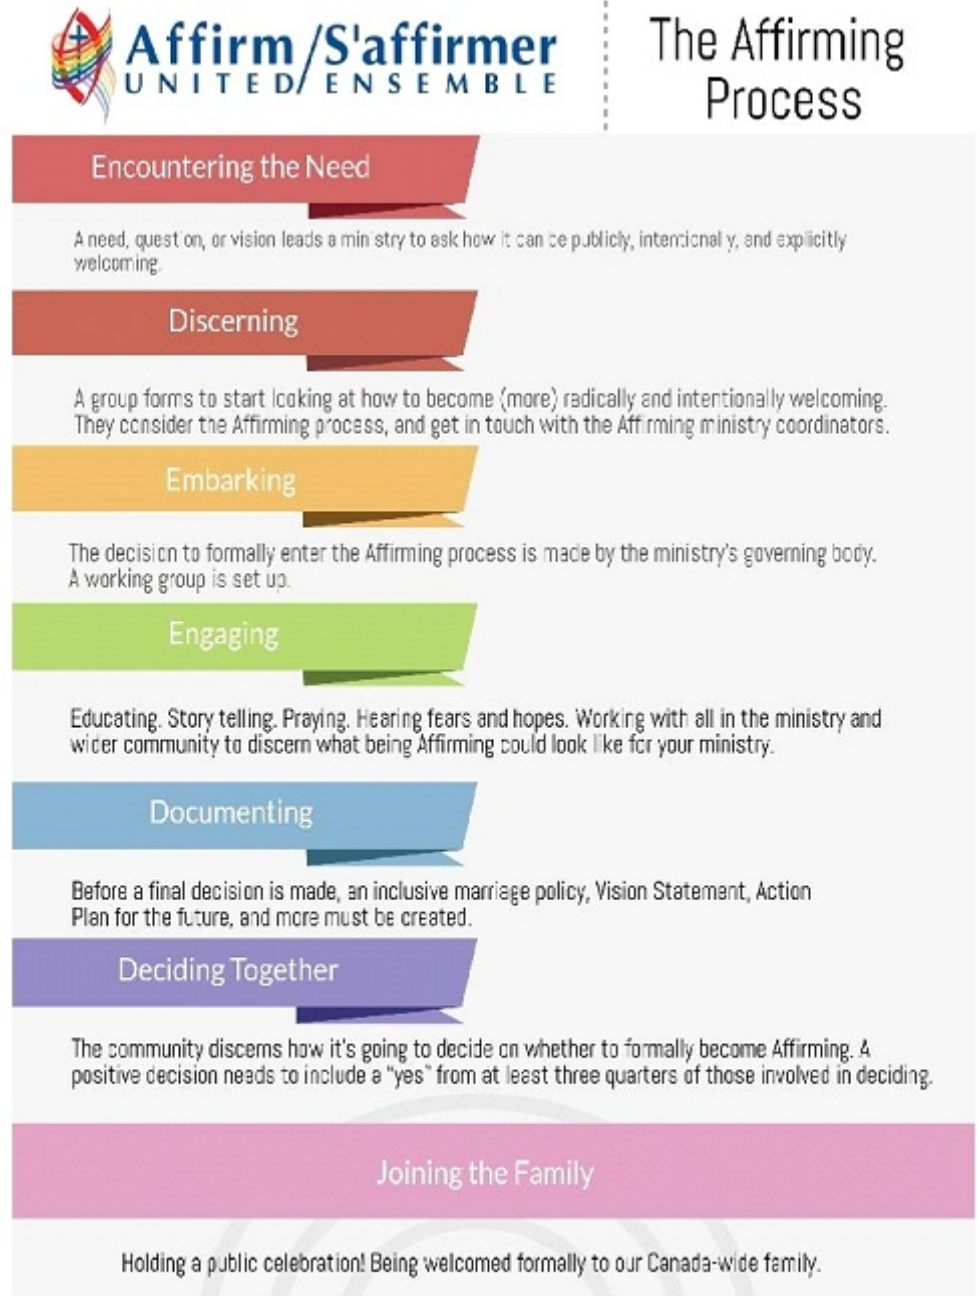 Affirm/S'affirmer
UNITED/ENSEMBLE
The Affirming
Process
Encountering the Need
A need, question, or vision leads a ministry to ask how it can be publicly, intentionally, and explicitly
welcoming.
Discerning
A group forms to start looking at how to become (more) radically and intentionally welcoming.
They consider the Affirming process, and get in touch with the Affirming ministry coordinators.
Embarking
The decision to formally enter the Affirming process is made by the ministry's governing body.
A working group is set up.
Engaging
Educating. Story telling. Praying. Hearing fears and hopes. Working with all in the ministry and
wider community to discern what being Affirming could look like for your ministry.
Documenting
Before a final decision is made, an inclusive marriage policy, Vision Statement, Action
Plan for the future, and more must be created.
Deciding Together
The community discerns how it's going to decide on whether to formally become Affirming. A
positive decision needs to include a "yes" from at least three quarters of those involved in deciding.
Joining the Family
Holding a public celebration! Being welcomed formally to our Canada-wide family.